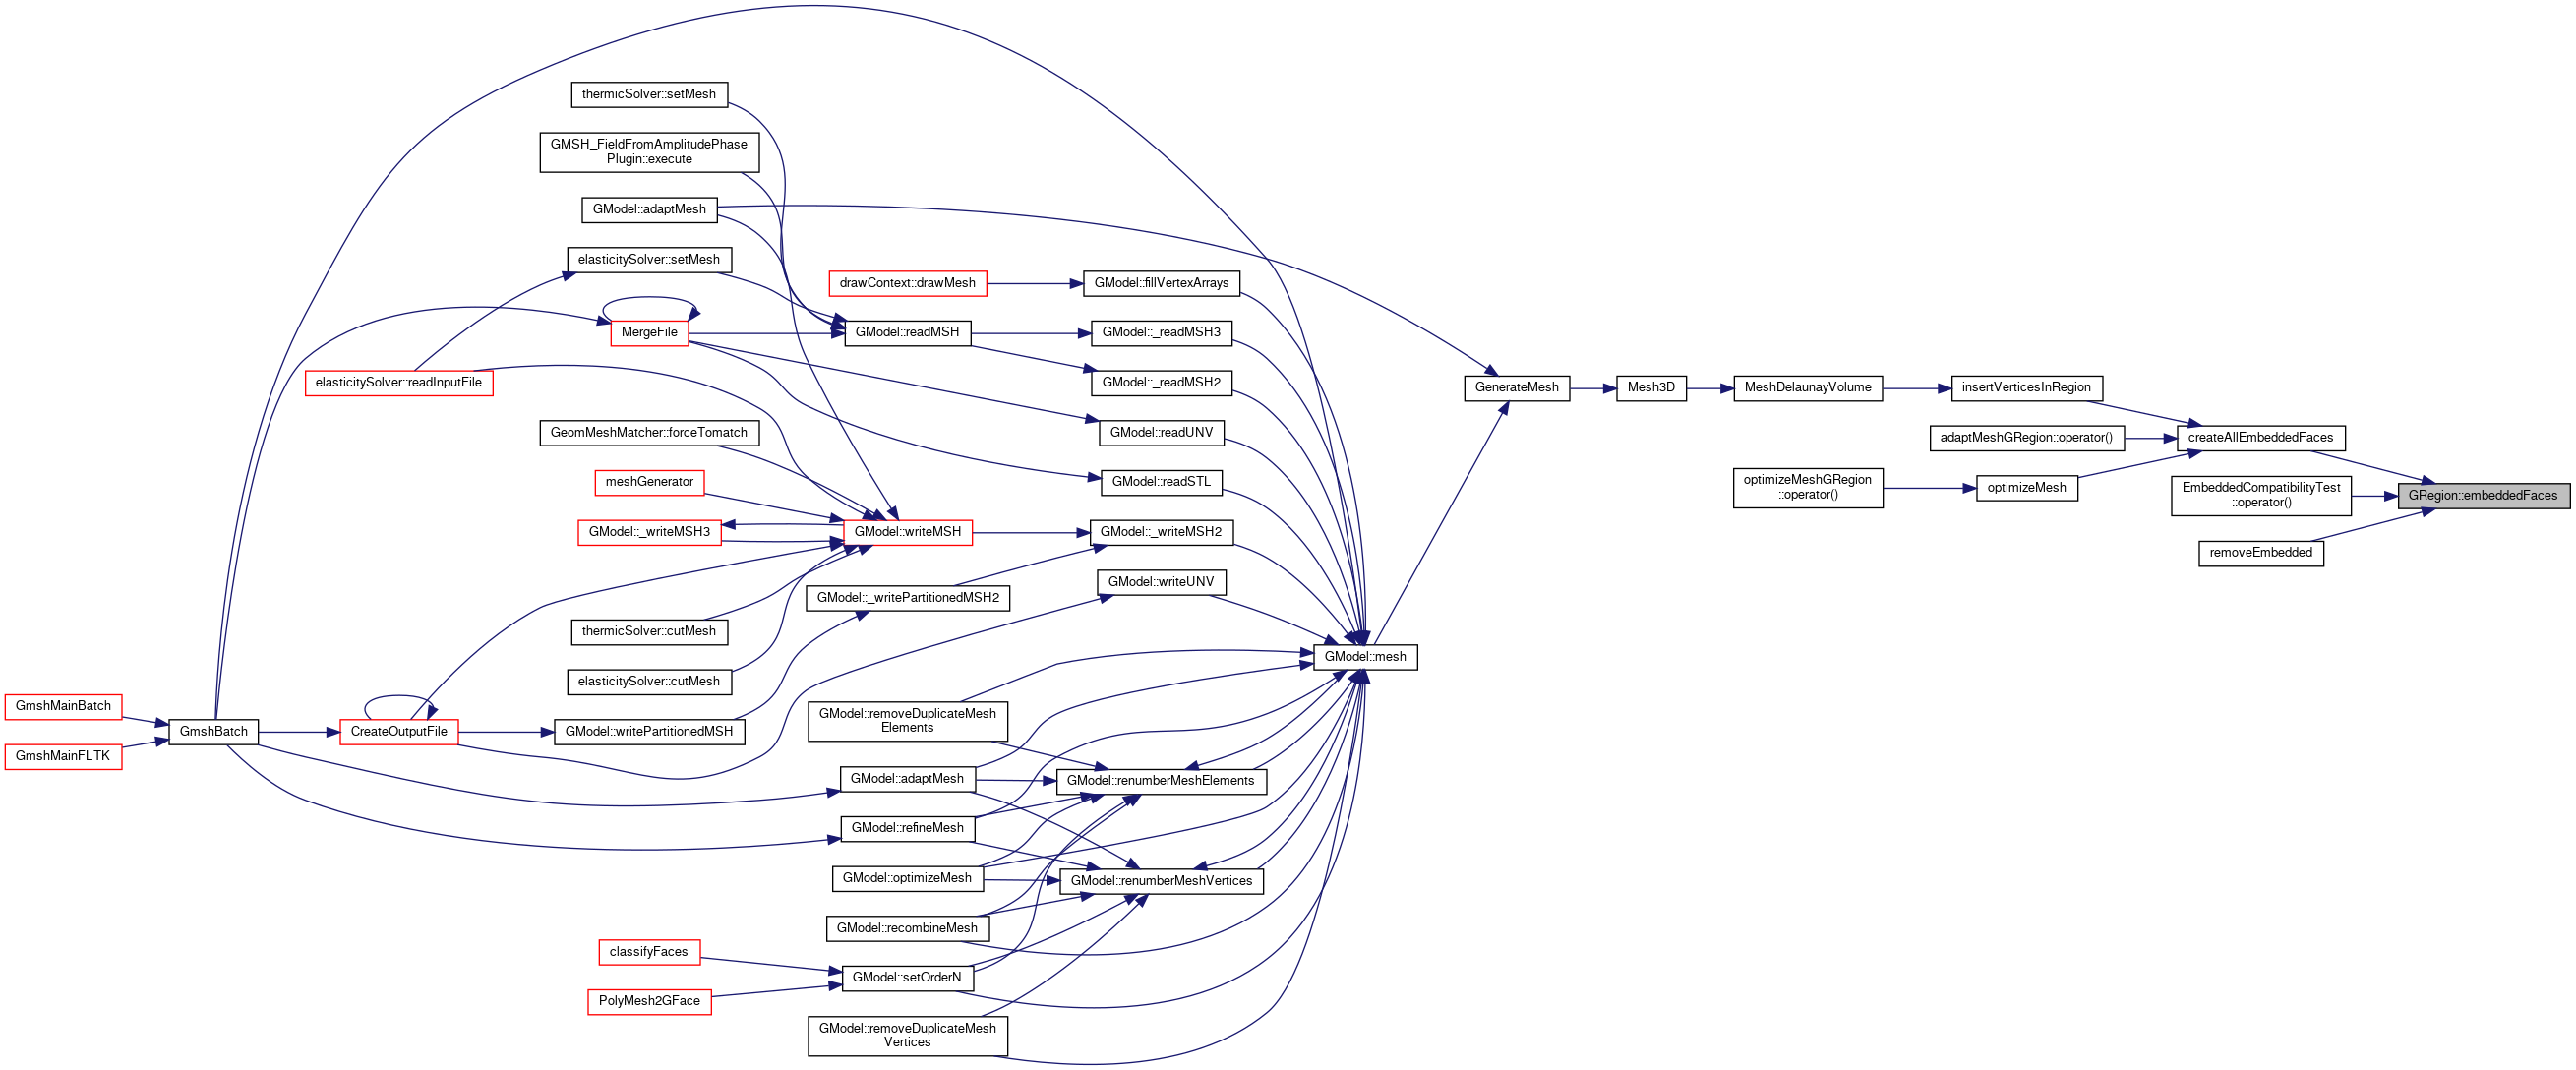 thermicSolver::setMesh
GMSH_FieldFromAmplitudePhase
Plugin::execute
GModel::adaptMesh
elasticitySolver::setMesh
drawContext::drawMesh
GModel::fillVertexArrays
MergeFile
GModel::readMSH
GModel::_readMSH3
elasticitySolver::readInputFile
GModel::_readMSH2
GenerateMesh
Mesh3D
MeshDelaunayVolume
insertVerticesInRegion
GeomMeshMatcher::forceTomatch
GModel::readUNV
adaptMeshGRegion::operator()
createAllEmbeddedFaces
meshGenerator
GModel::readSTL
optimizeMeshGRegion
::operator()
optimizeMesh
EmbeddedCompatibilityTest
::operator()
GRegion::embeddedFaces
GModel::_writeMSH3
GModel::writeMSH
GModel::_writeMSH2
removeEmbedded
GModel::writeUNV
GModel::_writePartitionedMSH2
thermicSolver::cutMesh
GModel::mesh
elasticitySolver::cutMesh
GmshMainBatch
GModel::removeDuplicateMesh
Elements
GmshBatch
CreateOutputFile
GModel::writePartitionedMSH
GmshMainFLTK
GModel::adaptMesh
GModel::renumberMeshElements
GModel::refineMesh
GModel::optimizeMesh
GModel::renumberMeshVertices
GModel::recombineMesh
classifyFaces
GModel::setOrderN
PolyMesh2GFace
GModel::removeDuplicateMesh
Vertices